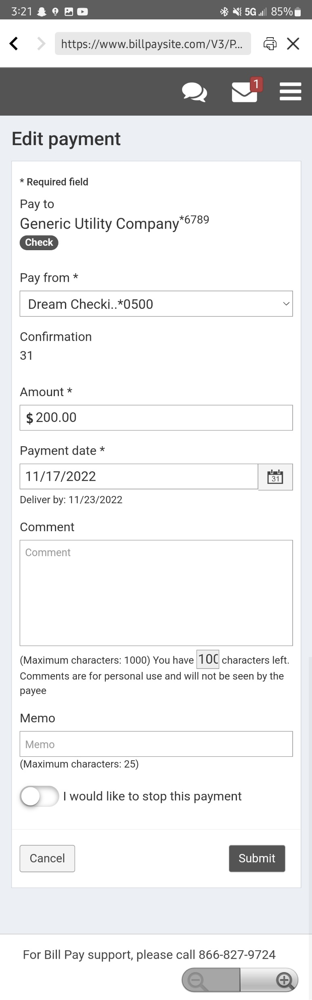 3:21 5G 85%
https://www.billpaysite.com/V3/P...
1
Edit payment
* Required field
Pay to
Generic Utility Company*6789
Check
Pay from *
Dream Checki..*0500
Confirmation
31
Amount *
$ 200.00
Payment date *
11/17/2022 31
Deliver by: 11/23/2022
Comment
Comment
(Maximum characters: 1000) You have 100 characters left.
Comments are for personal use and will not be seen by the
payee
Memo
Memo
(Maximum characters: 25)
I would like to stop this payment
Cancel Submit
For Bill Pay support, please call 866-827-9724